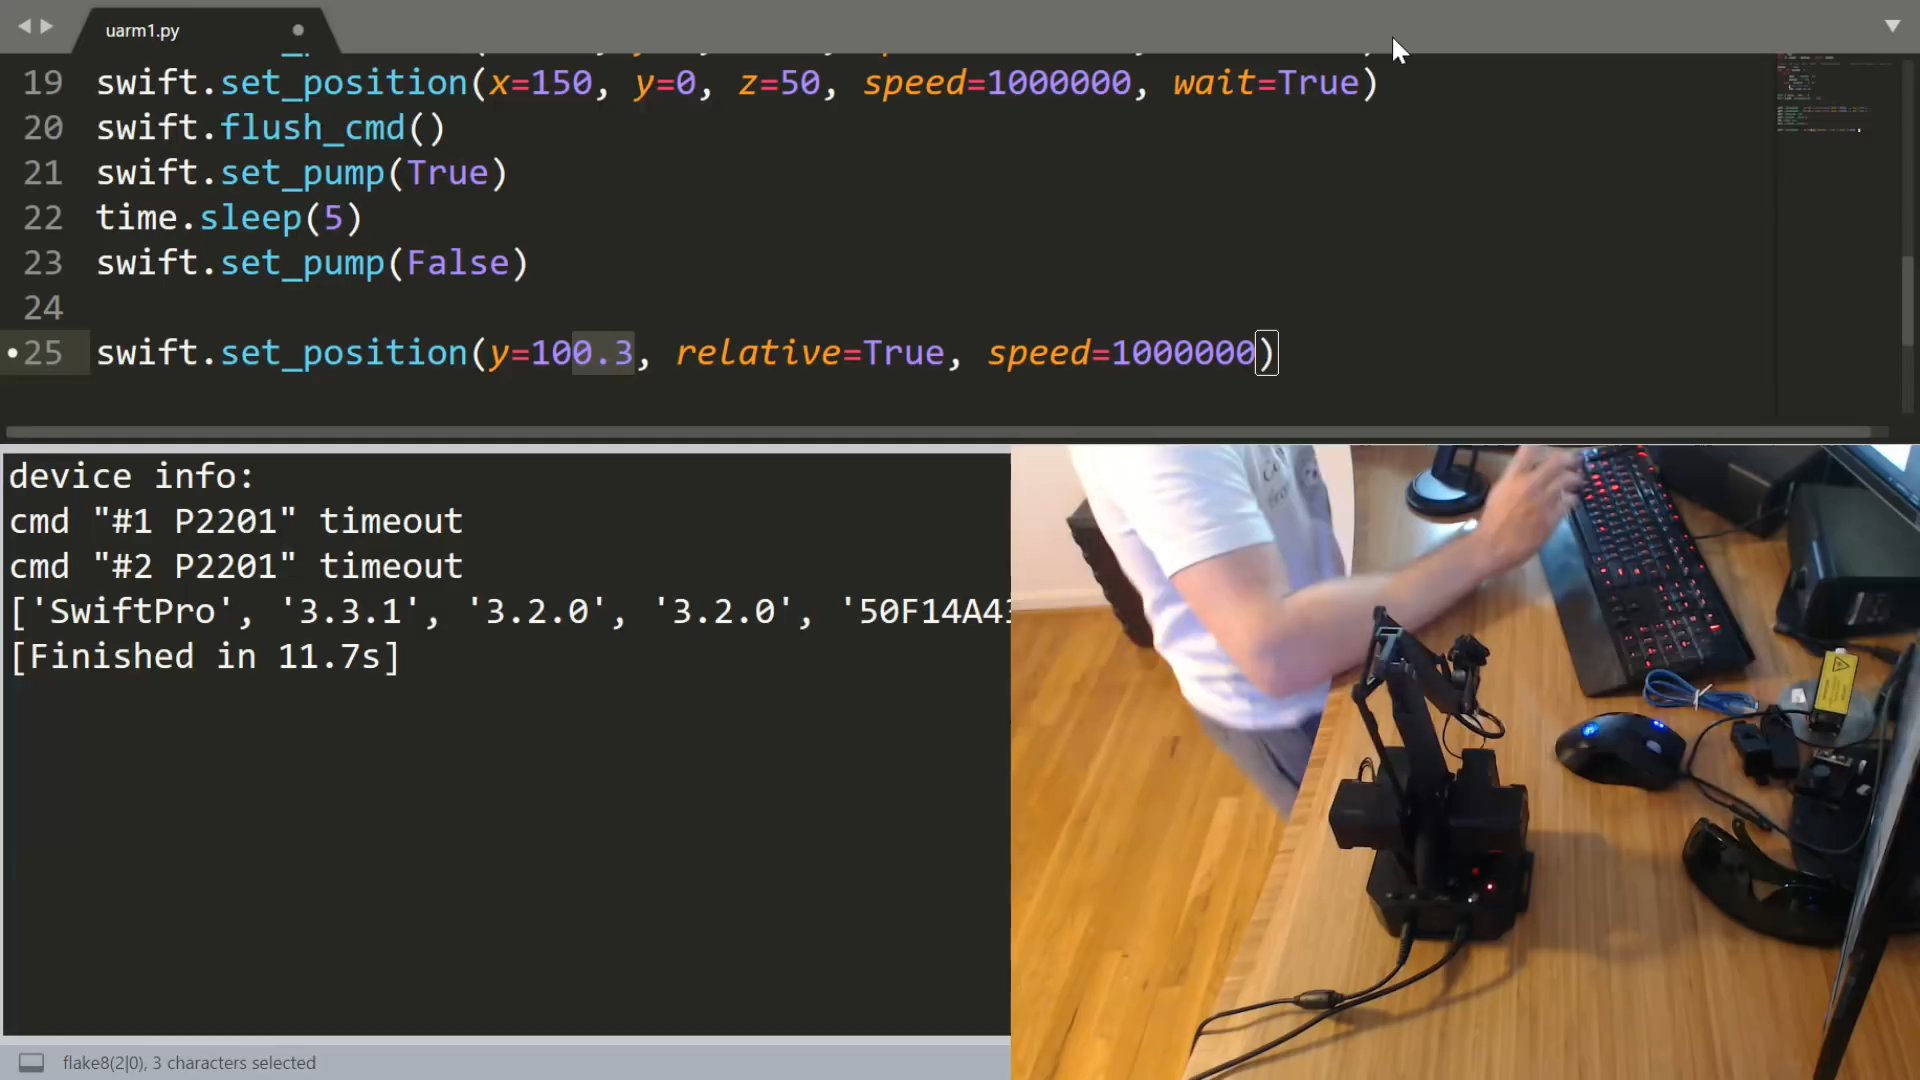 uarm1.py
19 swift.set_position(x=150, y=0, z=50, speed=1000000, wait=True)
20 swift.flush_cmd()
21 swift.set_pump(True)
22 time.sleep(5)
23 swift.set_pump(False)
24
25 swift.set_position(y=100.3, relative=True, speed=1000000)
device info:
cmd "#1 P2201" timeout
cmd "#2 P2201" timeout
['SwiftPro', '3.3.1', '3.2.0', '3.2.0', '50F14A43
[Finished in 11.7s]
flake8(2|0), 3 characters selected